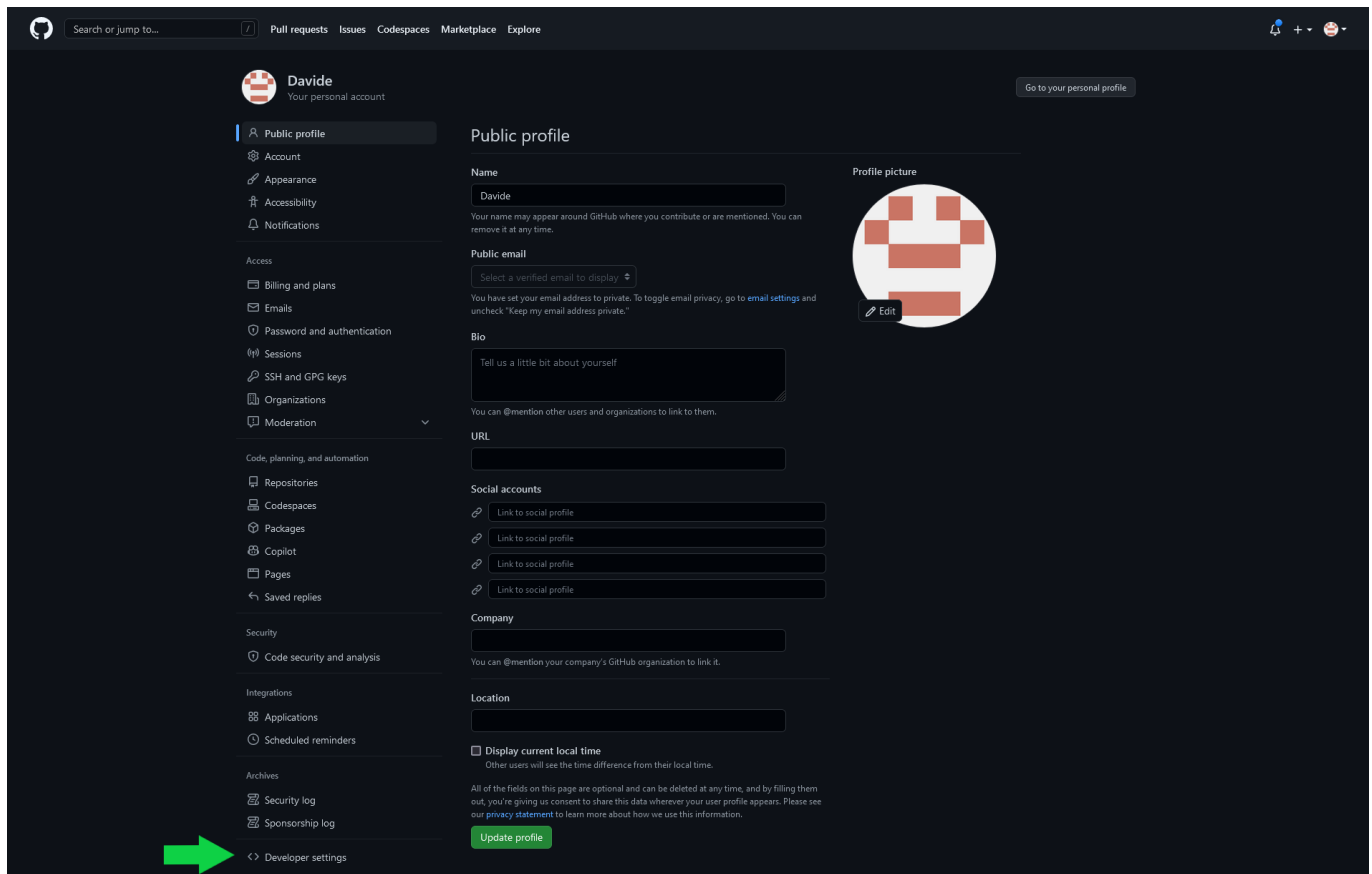 Search or jump to...
/
Pull requests Issues Codespaces Marketplace Explore
Davide
Your personal account
Go to your personal profile
Public profile
Account
Appearance
Accessibility
Notifications
Access
Billing and plans
Emails
Password and authentication
Sessions
SSH and GPG keys
Organizations
Moderation
Code, planning, and automation
Repositories
Codespaces
Packages
Copilot
Pages
Saved replies
Security
Code security and analysis
Integrations
Applications
Scheduled reminders
Archives
Security log
Sponsorship log
Developer settings
Public profile
Name
Davide
Your name may appear around GitHub where you contribute or are mentioned. You can
remove it at any time.
Public email
Select a verified email to display
You have set your email address to private. To toggle email privacy, go to email settings and
uncheck "Keep my email address private."
Bio
Tell us a little bit about yourself
You can @mention other users and organizations to link to them.
URL
Social accounts
Link to social profile
Link to social profile
Link to social profile
Link to social profile
Company
You can @mention your company's GitHub organization to link it.
Location
Display current local time
Other users will see the time difference from their local time.
All of the fields on this page are optional and can be deleted at any time, and by filling them
out, you're giving us consent to share this data wherever your user profile appears. Please see
our privacy statement to learn more about how we use this information.
Update profile
Profile picture
Edit